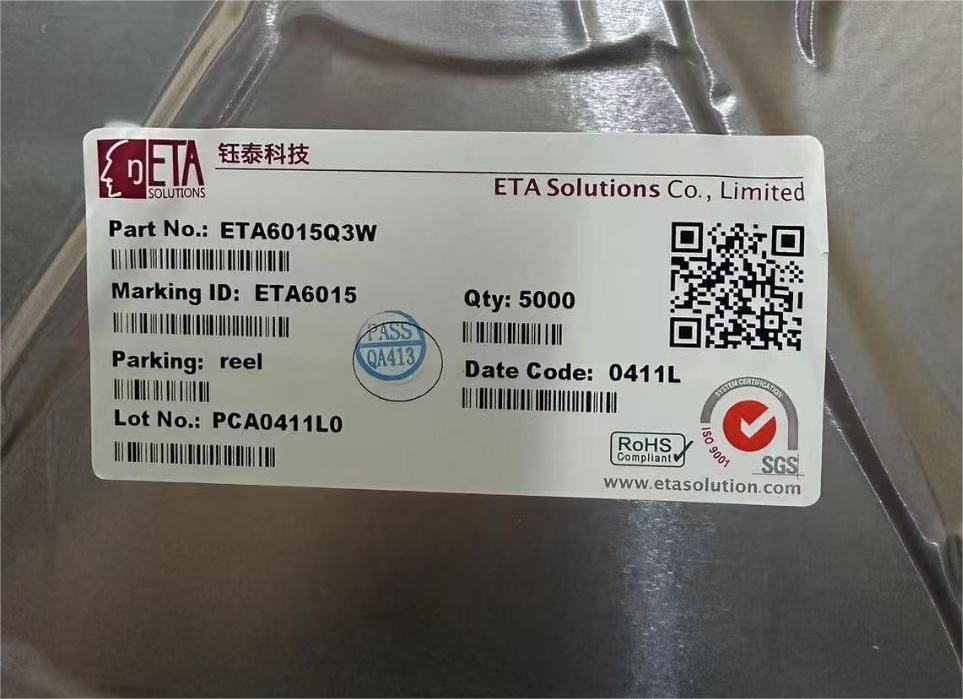 ηETA
SOLUTIONS
钰泰科技
ETA Solutions Co., Limited
Part No.: ETA6015Q3W
Marking ID: ETA6015
Qty: 5000
PASS
QA413
Parking: reel
Date Code: 0411L
Lot No.: PCA0411L0
RoHS
Compliant
SYSTEM CERTIFICATION
ISO 9001
SGS
www.etasolution.com